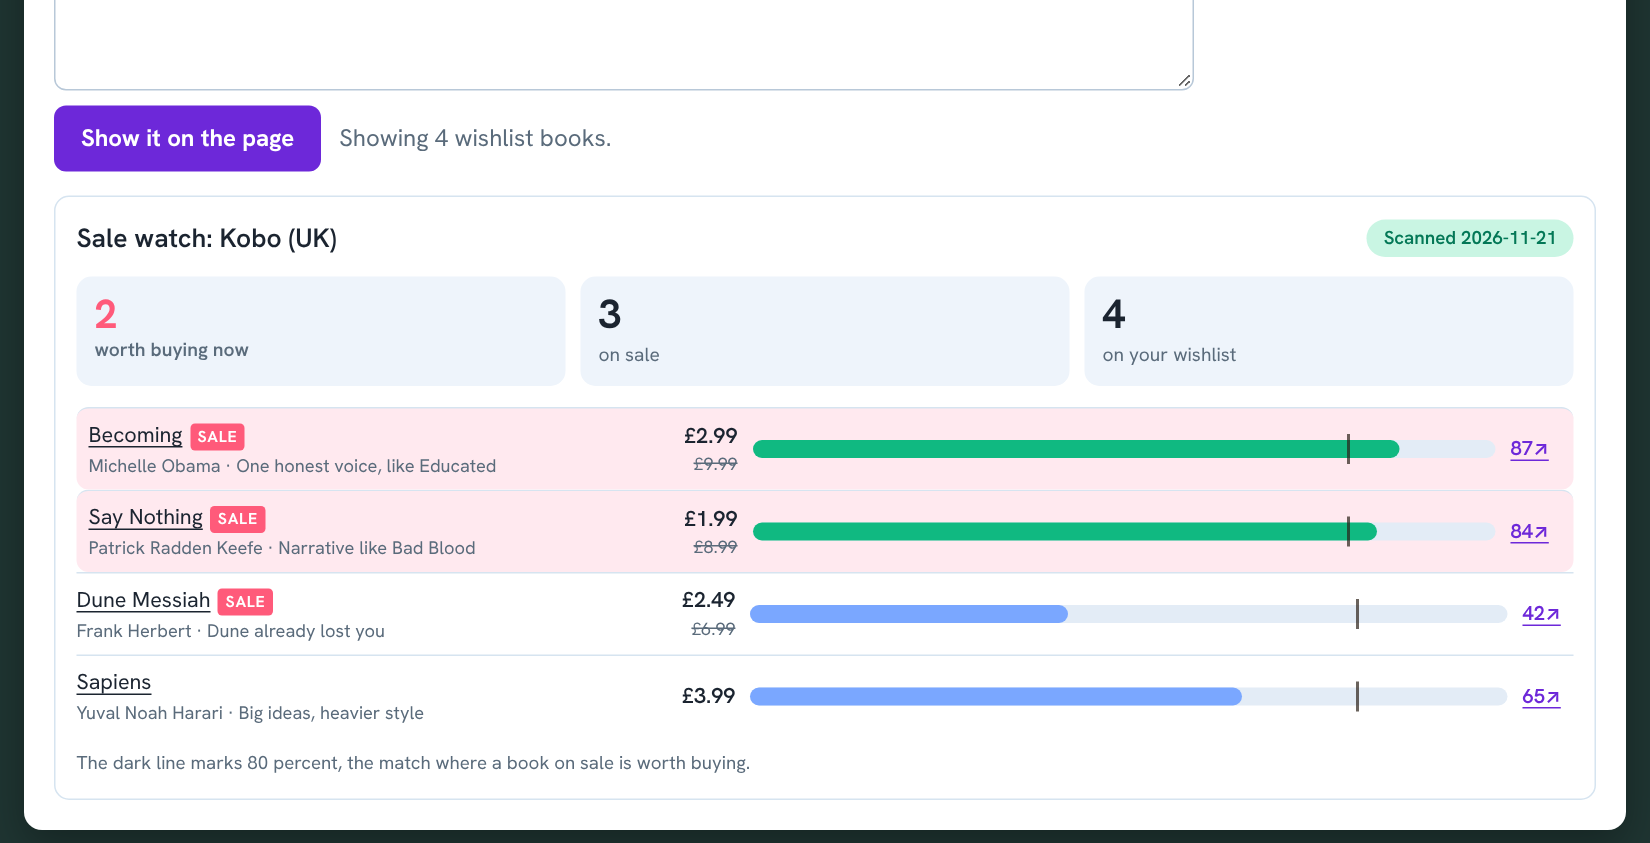 Show it on the page
Showing 4 wishlist books.
Sale watch: Kobo (UK)
Scanned 2026-11-21
2
worth buying now
3
on sale
4
on your wishlist
Becoming SALE
Michelle Obama · One honest voice, like Educated
£2.99
£9.99
87↗
Say Nothing SALE
Patrick Radden Keefe · Narrative like Bad Blood
£1.99
£8.99
84↗
Dune Messiah SALE
Frank Herbert · Dune already lost you
£2.49
£6.99
42↗
Sapiens
Yuval Noah Harari · Big ideas, heavier style
£3.99
65↗
The dark line marks 80 percent, the match where a book on sale is worth buying.